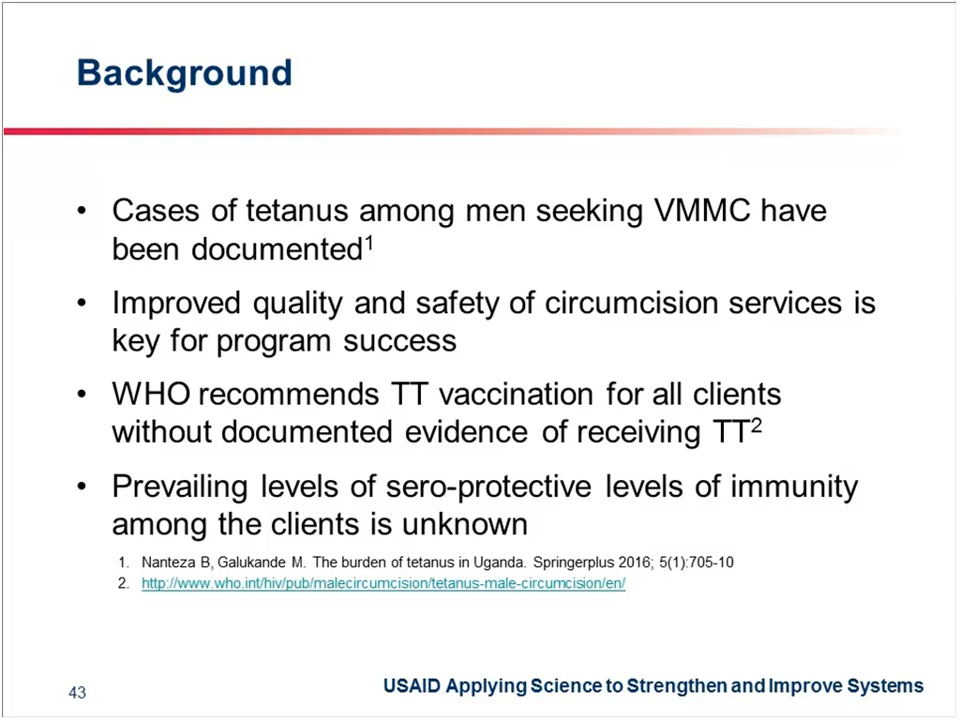 Background
• Cases of tetanus among men seeking VMMC have
been documented¹
• Improved quality and safety of circumcision services is
key for program success
• WHO recommends TT vaccination for all clients
without documented evidence of receiving TT²
• Prevailing levels of sero-protective levels of immunity
among the clients is unknown
1. Nanteza B, Galukande M. The burden of tetanus in Uganda. Springerplus 2016; 5(1):705-10
2. http://www.who.int/hiv/pub/malecircumcision/tetanus-male-circumcision/en/
43
USAID Applying Science to Strengthen and Improve Systems